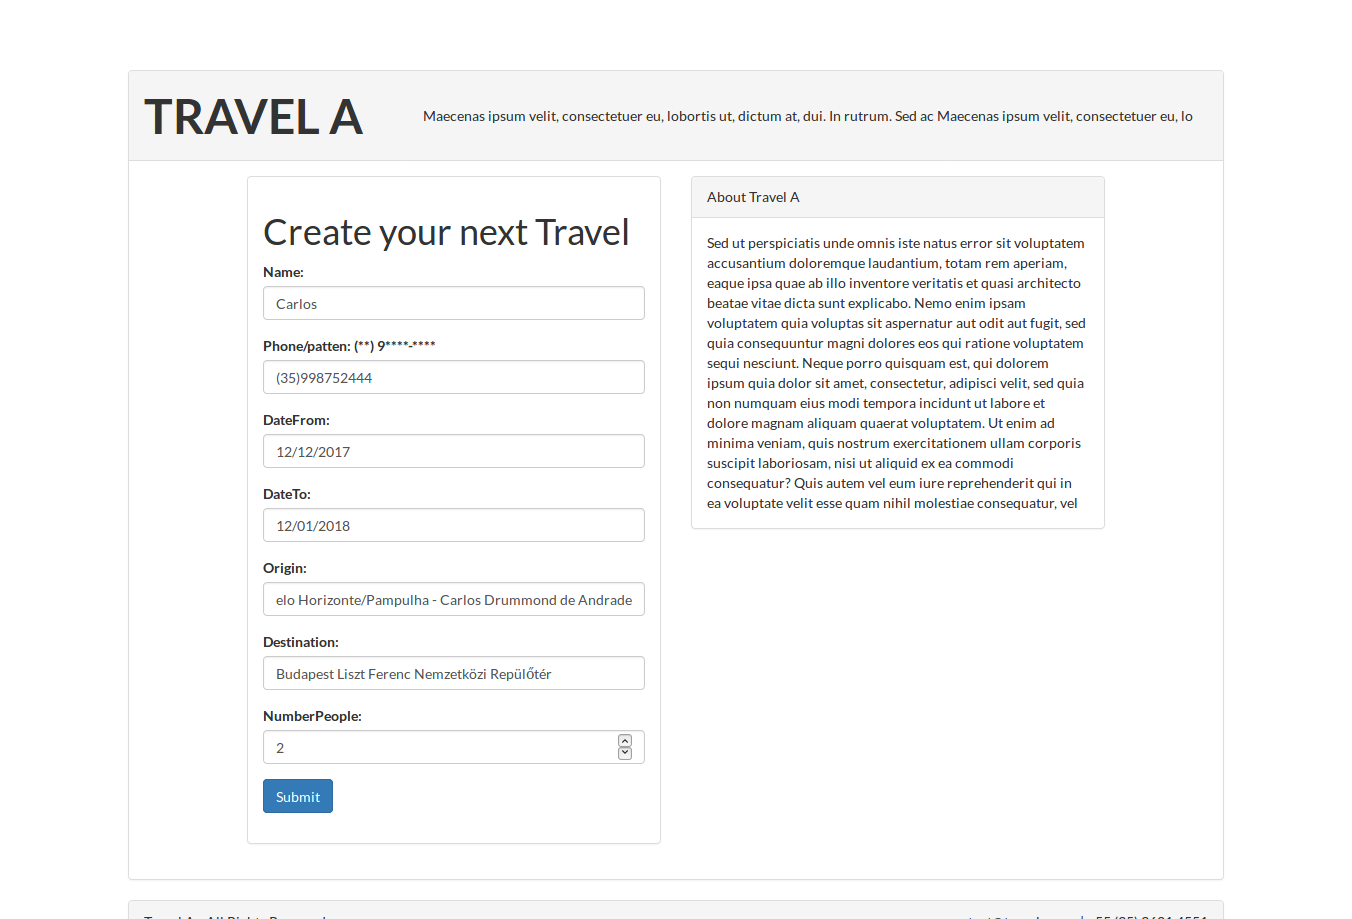 TRAVEL A
Maecenas ipsum velit, consectetuer eu, lobortis ut, dictum at, dui. In rutrum. Sed ac Maecenas ipsum velit, consectetuer eu, lo
Create your next Travel
Name:
Carlos
Phone/patten: (**) 9****-****
(35)998752444
DateFrom:
12/12/2017
DateTo:
12/01/2018
Origin:
elo Horizonte/Pampulha - Carlos Drummond de Andrade
Destination:
Budapest Liszt Ferenc Nemzetközi Repülőtér
NumberPeople:
2
Submit
About Travel A
Sed ut perspiciatis unde omnis iste natus error sit voluptatem
accusantium doloremque laudantium, totam rem aperiam,
eaque ipsa quae ab illo inventore veritatis et quasi architecto
beatae vitae dicta sunt explicabo. Nemo enim ipsam
voluptatem quia voluptas sit aspernatur aut odit aut fugit, sed
quia consequuntur magni dolores eos qui ratione voluptatem
sequi nesciunt. Neque porro quisquam est, qui dolorem
ipsum quia dolor sit amet, consectetur, adipisci velit, sed quia
non numquam eius modi tempora incidunt ut labore et
dolore magnam aliquam quaerat voluptatem. Ut enim ad
minima veniam, quis nostrum exercitationem ullam corporis
suscipit laboriosam, nisi ut aliquid ex ea commodi
consequatur? Quis autem vel eum iure reprehenderit qui in
ea voluptate velit esse quam nihil molestiae consequatur, vel